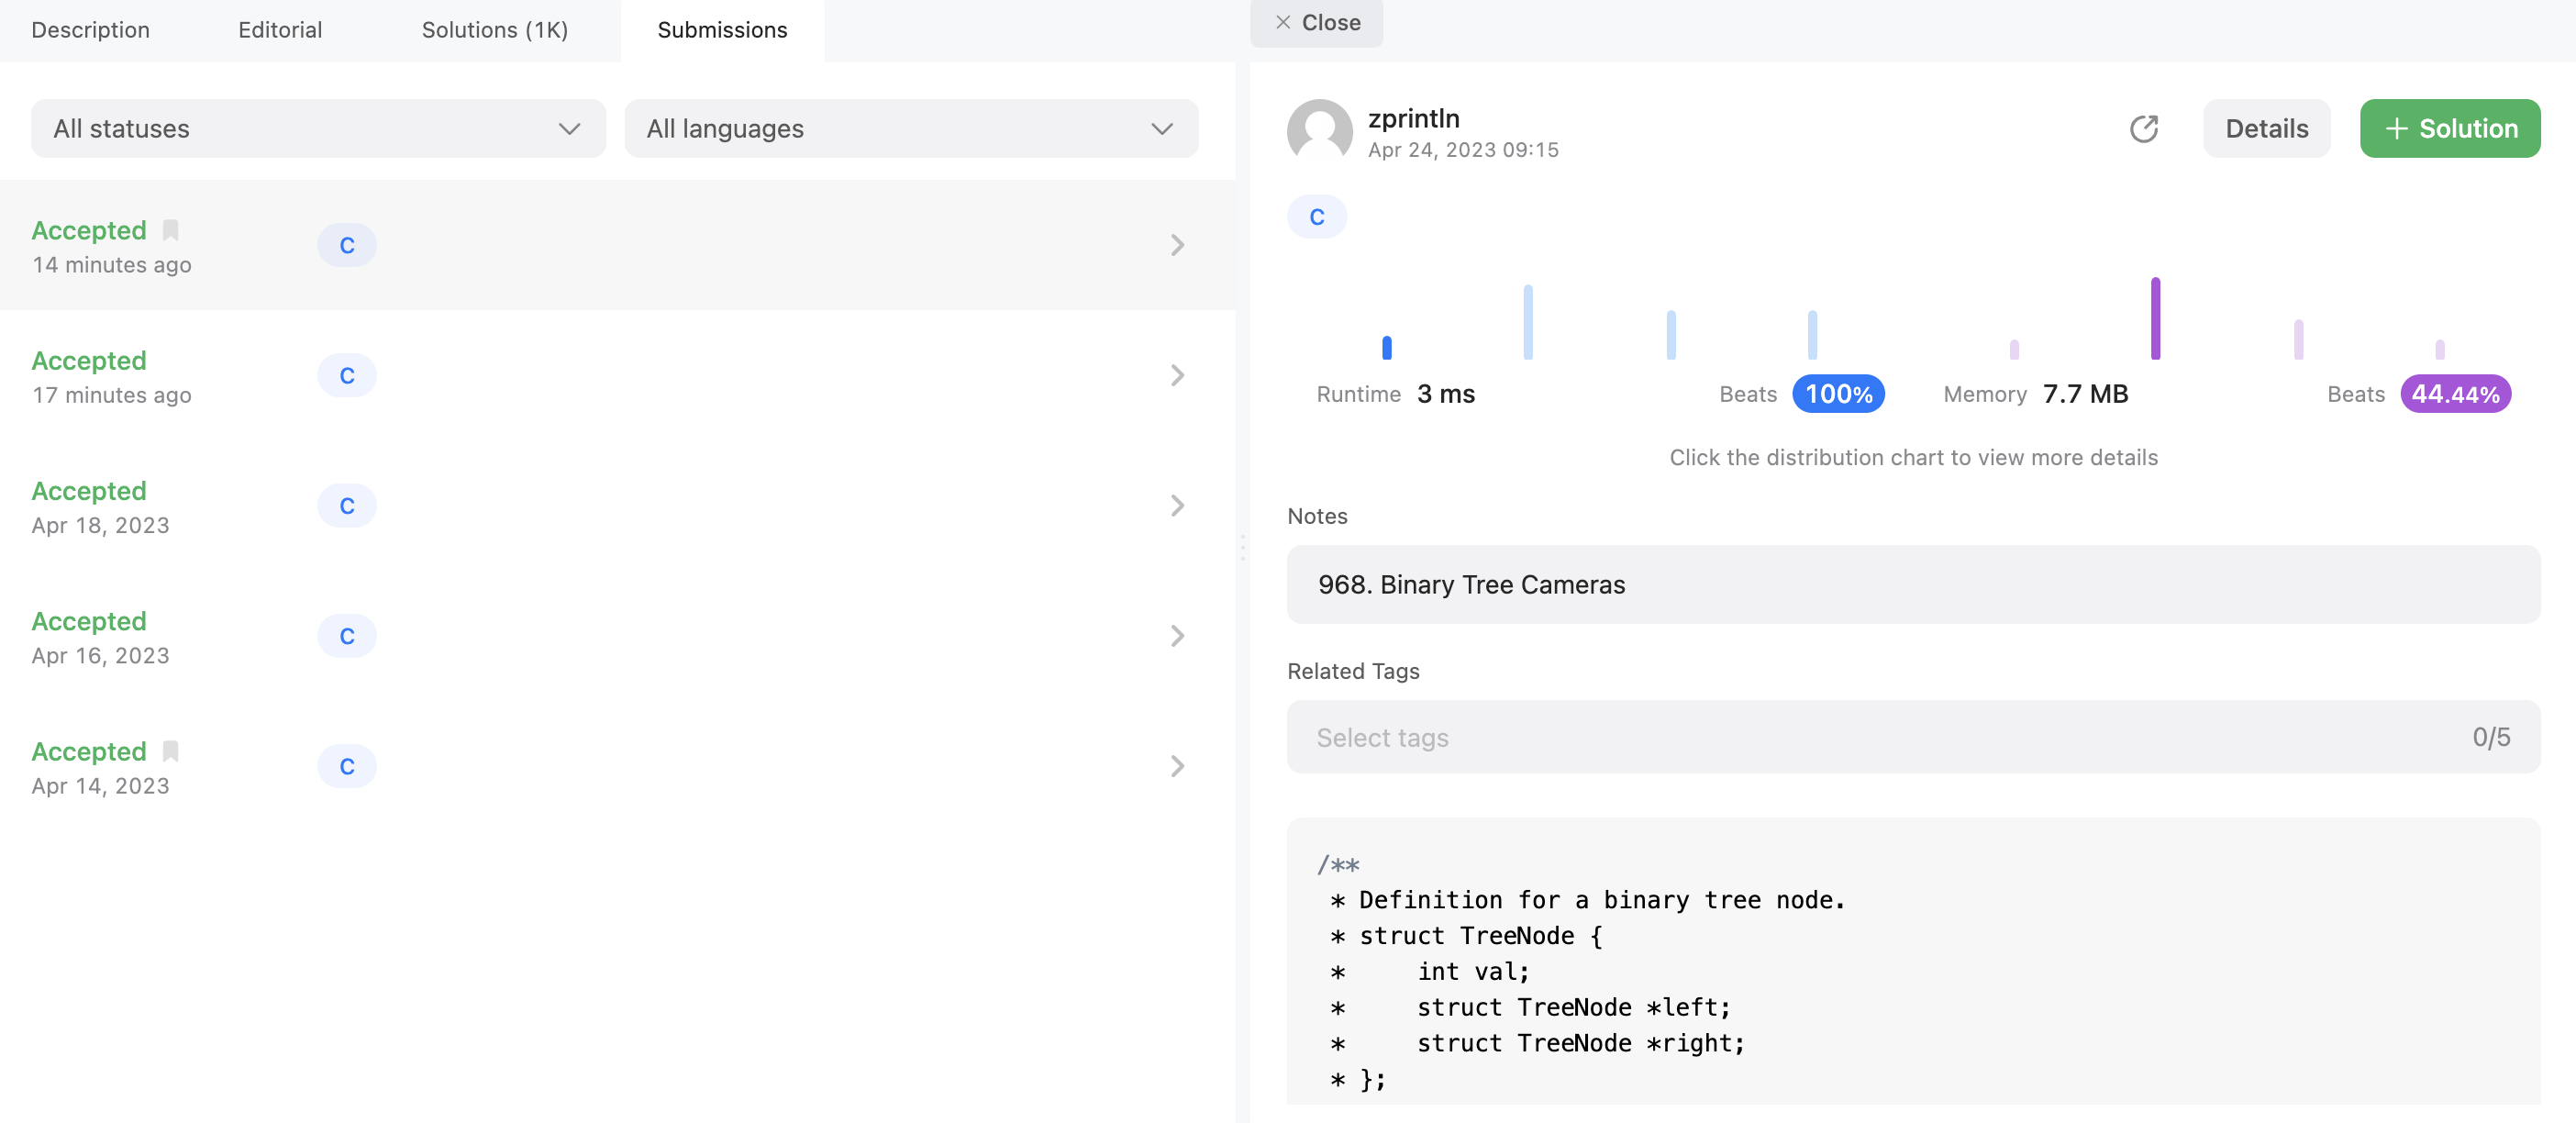 Description Editorial Solutions (1K) Submissions
All statuses All languages
Accepted
14 minutes ago
C
Accepted
17 minutes ago
C
Accepted
Apr 18, 2023
C
Accepted
Apr 16, 2023
C
Accepted
Apr 14, 2023
C
Close
zprintln
Apr 24, 2023 09:15
Details
+ Solution
C
Runtime 3 ms Beats 100% Memory 7.7 MB Beats 44.44%
Click the distribution chart to view more details
Notes
968. Binary Tree Cameras
Related Tags
Select tags 0/5
/**
 * Definition for a binary tree node.
 * struct TreeNode {
 *     int val;
 *     struct TreeNode *left;
 *     struct TreeNode *right;
 * };